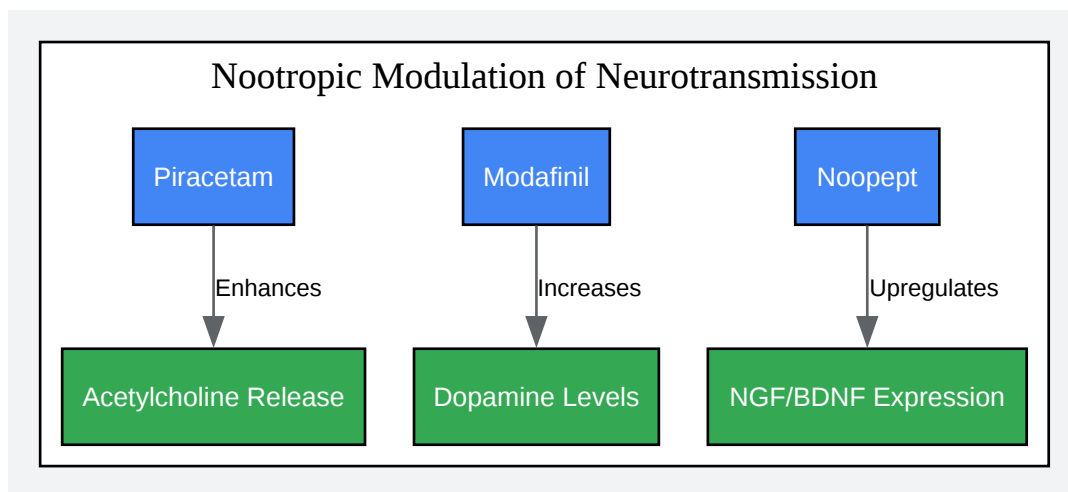 Nootropic Modulation of Neurotransmission
Piracetam
Modafinil
Noopept
Enhances
Increases
Upregulates
Acetylcholine Release
Dopamine Levels
NGF/BDNF Expression